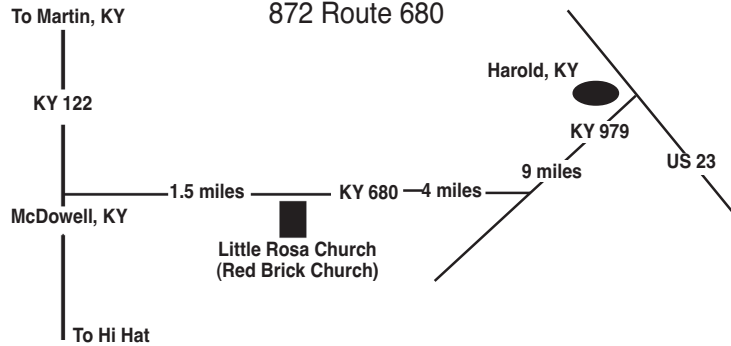 872 Route 680
To Martin, KY
Harold, KY
KY 122
KY 979
US 23
9 miles
1.5 miles
KY 680
4 miles
McDowell, KY
Little Rosa Church
(Red Brick Church)
To Hi Hat